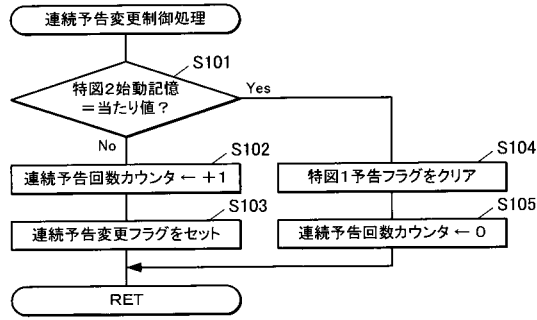 連続予告変更制御処理
S101
特図2始動記憶
＝当たり値？
Yes
No
S102
連続予告回数カウンタ ← ＋1
S103
連続予告変更フラグをセット
S104
特図1予告フラグをクリア
S105
連続予告回数カウンタ ← 0
RET